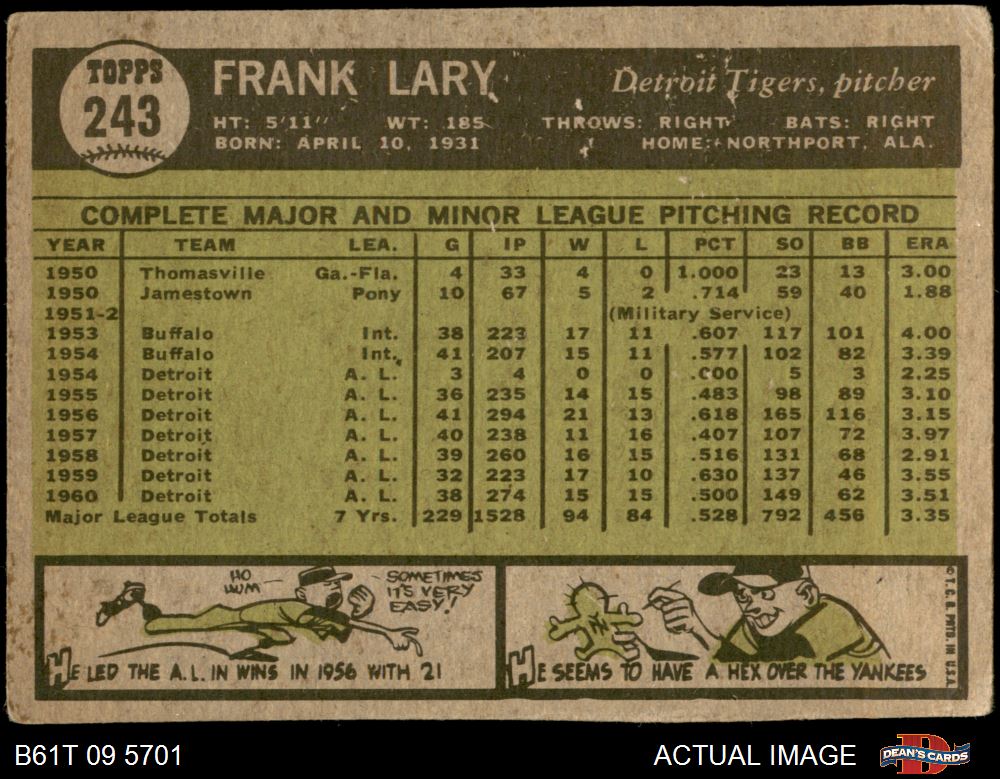 TOPPS
243
FRANK LARY
Detroit Tigers, pitcher
HT: 5'11" WT: 185 THROWS: RIGHT BATS: RIGHT
BORN: APRIL 10, 1931 HOME: NORTHPORT, ALA.
COMPLETE MAJOR AND MINOR LEAGUE PITCHING RECORD
YEAR TEAM LEA. G IP W L PCT SO BB ERA
1950 Thomasville Ga.-Fla. 4 33 4 0 1.000 23 13 3.00
1950 Jamestown Pony 10 67 5 2 .714 59 40 1.88
1951-2 (Military Service)
1953 Buffalo Int. 38 223 17 11 .607 117 101 4.00
1954 Buffalo Int. 41 207 15 11 .577 102 82 3.39
1954 Detroit A. L. 3 4 0 0 .000 5 3 2.25
1955 Detroit A. L. 36 235 14 15 .483 98 89 3.10
1956 Detroit A. L. 41 294 21 13 .618 165 116 3.15
1957 Detroit A. L. 40 238 11 16 .407 107 72 3.97
1958 Detroit A. L. 39 260 16 15 .516 131 68 2.91
1959 Detroit A. L. 32 223 17 10 .630 137 46 3.55
1960 Detroit A. L. 38 274 15 15 .500 149 62 3.51
Major League Totals 7 Yrs. 229 1528 94 84 .528 792 456 3.35
HO
HUM
SOMETIMES
IT'S VERY
EASY!
HE LED THE A.L. IN WINS IN 1956 WITH 21
HE SEEMS TO HAVE A HEX OVER THE YANKEES
© T. C. G. PRTD. IN U.S.A.
B61T 09 5701 ACTUAL IMAGE
DEAN'S CARDS